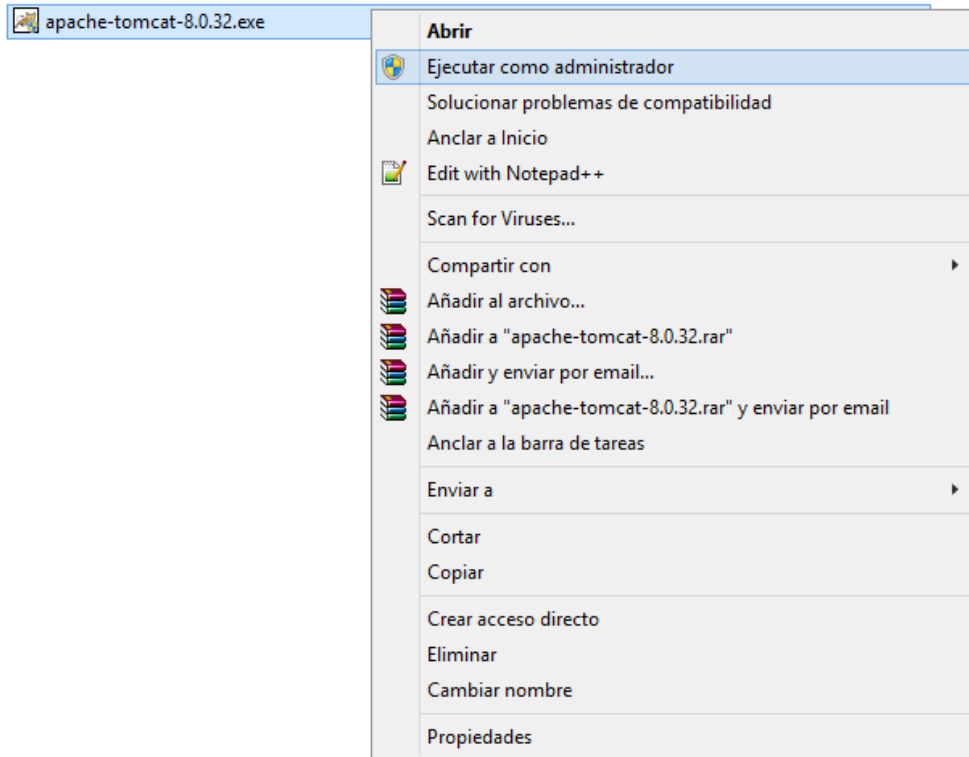 apache-tomcat-8.0.32.exe
Abrir
Ejecutar como administrador
Solucionar problemas de compatibilidad
Anclar a Inicio
Edit with Notepad++
Scan for Viruses...
Compartir con
Añadir al archivo...
Añadir a "apache-tomcat-8.0.32.rar"
Añadir y enviar por email...
Añadir a "apache-tomcat-8.0.32.rar" y enviar por email
Anclar a la barra de tareas
Enviar a
Cortar
Copiar
Crear acceso directo
Eliminar
Cambiar nombre
Propiedades